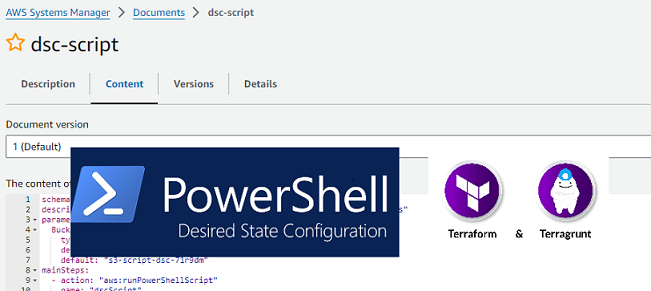 AWS Systems Manager > Documents > dsc-script
dsc-script
Description Content Versions Details
Document version
1 (Default)
The content of
PowerShell
Desired State Configuration
Terraform & Terragrunt
1 schema
2 descri s"
3 parame
4 Buck
5 ty
6 de
7 default: "s3-script-dsc-71r9dm"
8 mainSteps:
9 - action: "aws:runPowerShellScript"
10 name: "dscScript"